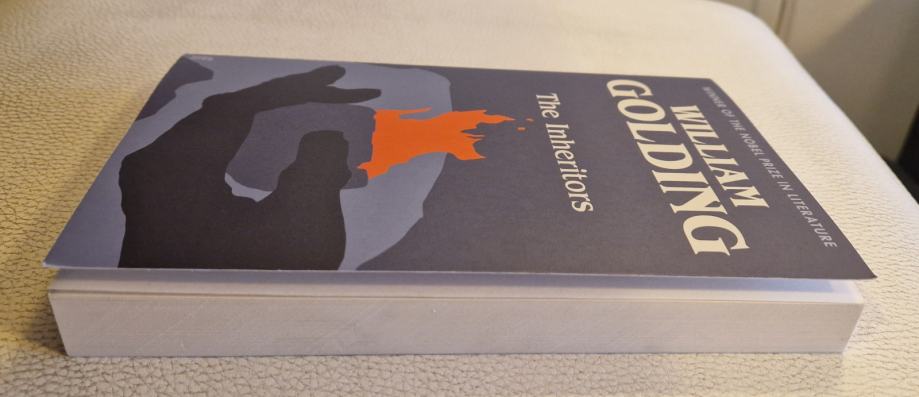 WINNER OF THE NOBEL PRIZE IN LITERATURE
WILLIAM
GOLDING
The Inheritors